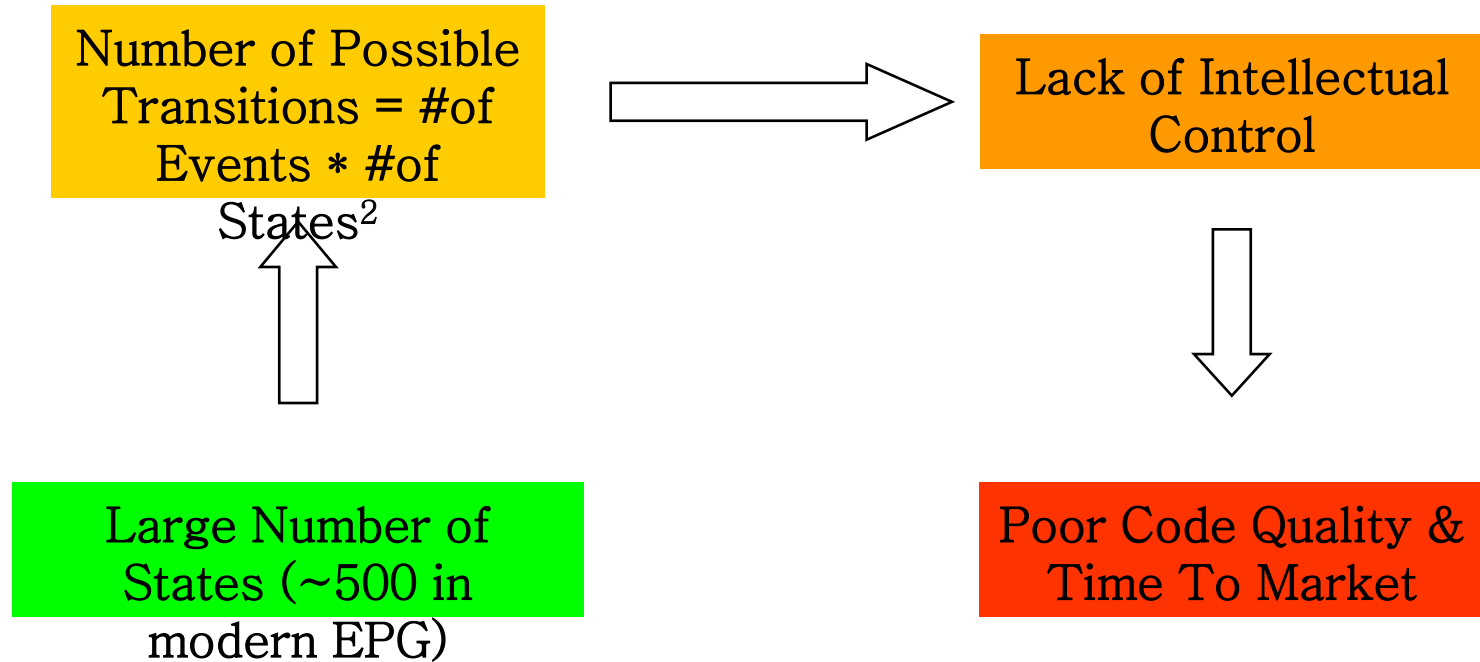 Number of Possible
Transitions = #of
Events * #of
States²
Lack of Intellectual
Control
Large Number of
States (~500 in
modern EPG)
Poor Code Quality &
Time To Market